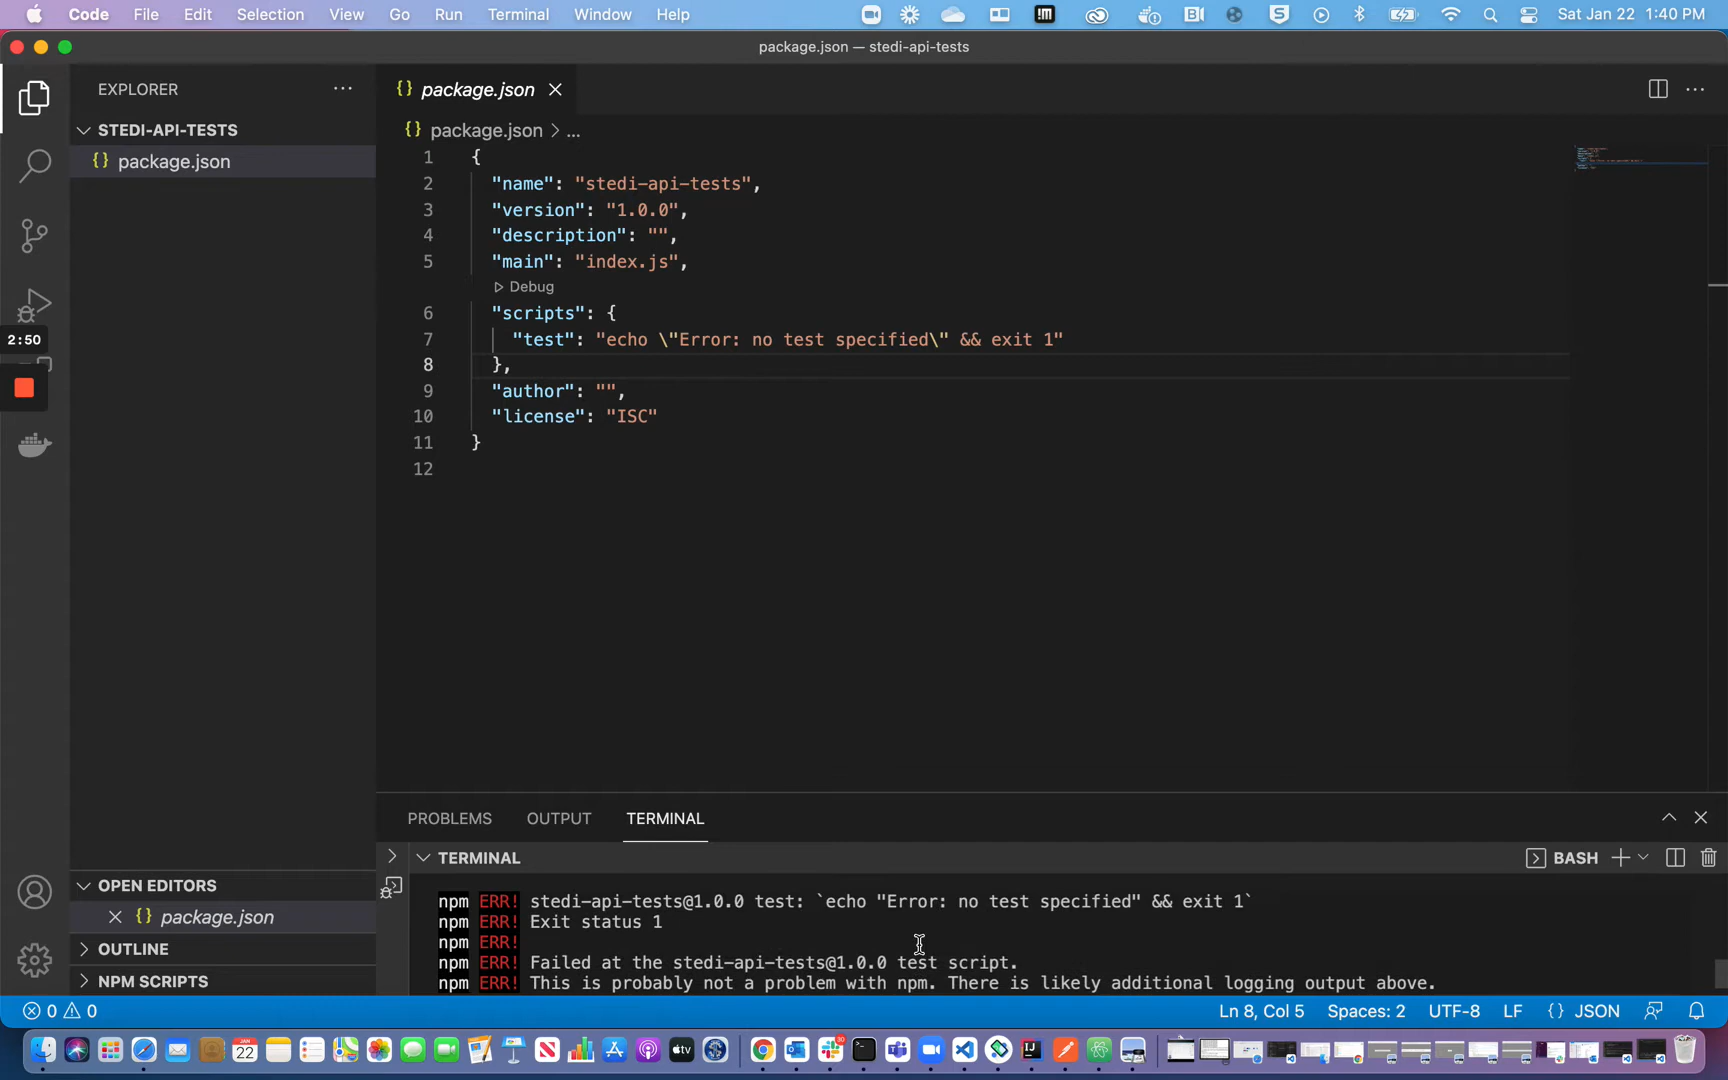 Code File Edit Selection View Go Run Terminal Window Help Sat Jan 22 1:40 PM
package.json — stedi-api-tests
EXPLORER
package.json
STEDI-API-TESTS
package.json > ...
package.json
1 {
2 "name": "stedi-api-tests",
3 "version": "1.0.0",
4 "description": "",
5 "main": "index.js",
Debug
6 "scripts": {
7 "test": "echo \"Error: no test specified\" && exit 1"
8 },
9 "author": "",
10 "license": "ISC"
11 }
12
2:50
PROBLEMS OUTPUT TERMINAL
TERMINAL
BASH
npm ERR! stedi-api-tests@1.0.0 test: `echo "Error: no test specified" && exit 1`
npm ERR! Exit status 1
npm ERR!
npm ERR! Failed at the stedi-api-tests@1.0.0 test script.
npm ERR! This is probably not a problem with npm. There is likely additional logging output above.
OPEN EDITORS
package.json
OUTLINE
NPM SCRIPTS
0 0
Ln 8, Col 5 Spaces: 2 UTF-8 LF {} JSON
JAN
22